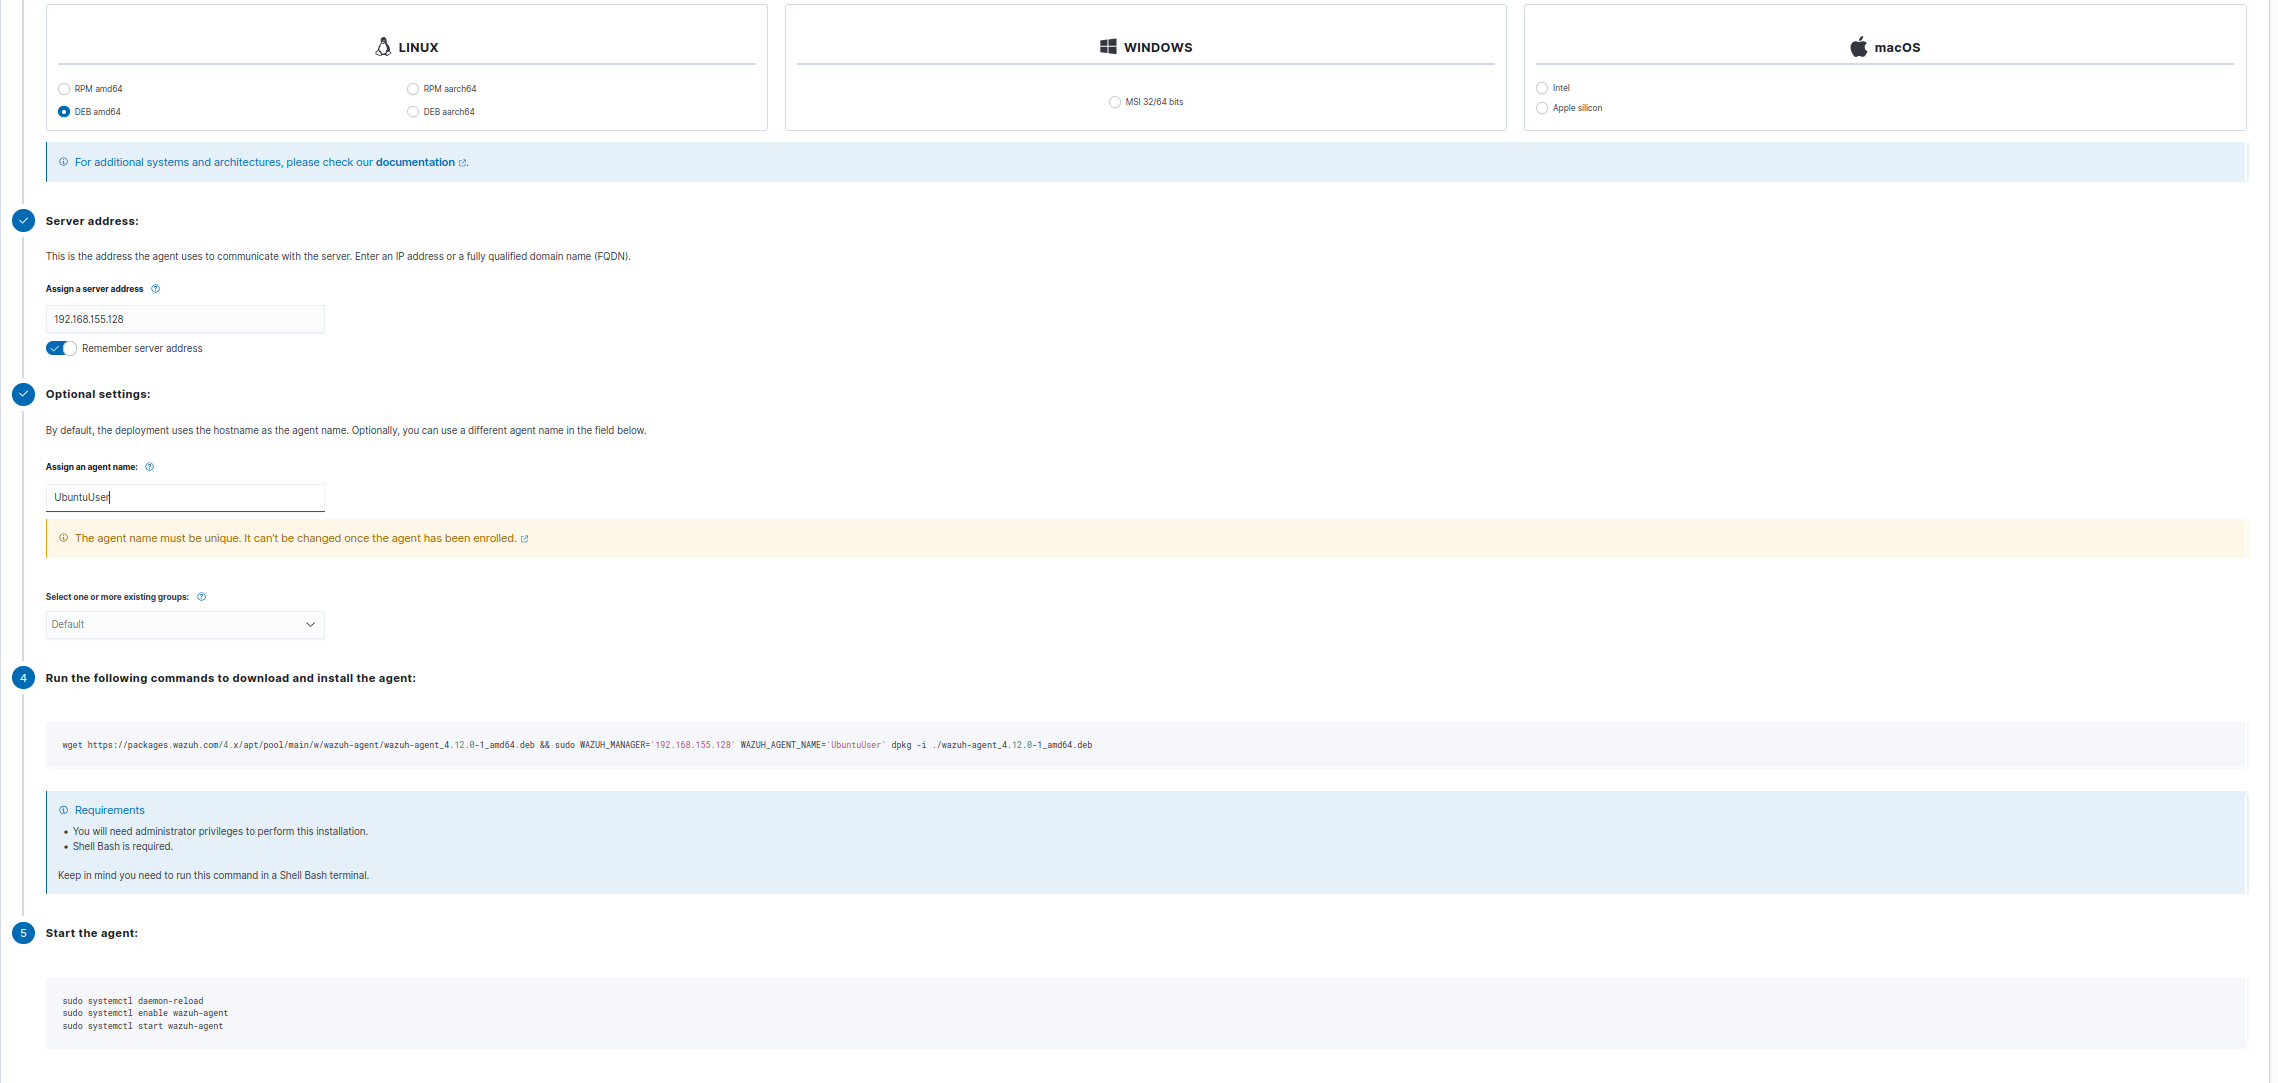 LINUX
RPM amd64
RPM aarch64
DEB amd64
DEB aarch64
WINDOWS
MSI 32/64 bits
macOS
Intel
Apple silicon
For additional systems and architectures, please check our documentation.
Server address:
This is the address the agent uses to communicate with the server. Enter an IP address or a fully qualified domain name (FQDN).
Assign a server address
192.168.155.128
Remember server address
Optional settings:
By default, the deployment uses the hostname as the agent name. Optionally, you can use a different agent name in the field below.
Assign an agent name:
UbuntuUser
The agent name must be unique. It can't be changed once the agent has been enrolled.
Select one or more existing groups:
Default
4
Run the following commands to download and install the agent:
wget https://packages.wazuh.com/4.x/apt/pool/main/w/wazuh-agent/wazuh-agent_4.12.0-1_amd64.deb && sudo WAZUH_MANAGER='192.168.155.128' WAZUH_AGENT_NAME='UbuntuUser' dpkg -i ./wazuh-agent_4.12.0-1_amd64.deb
Requirements
• You will need administrator privileges to perform this installation.
• Shell Bash is required.
Keep in mind you need to run this command in a Shell Bash terminal.
5
Start the agent:
sudo systemctl daemon-reload
sudo systemctl enable wazuh-agent
sudo systemctl start wazuh-agent